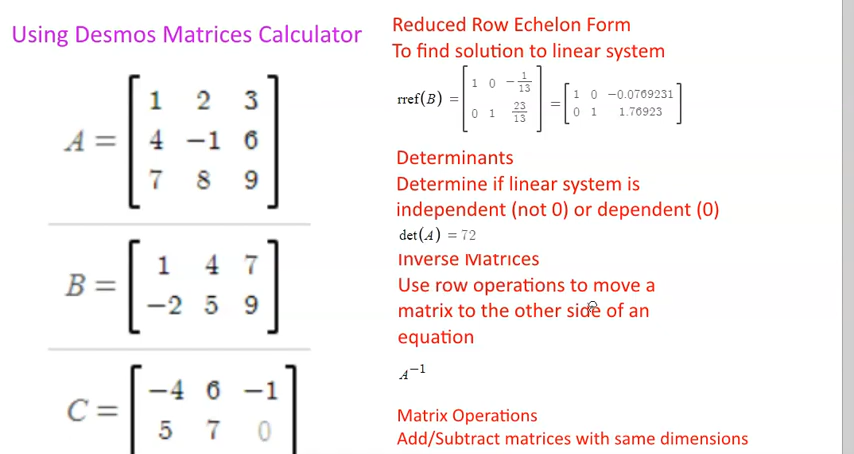 Using Desmos Matrices Calculator
A = [1 2 3
4 −1 6
7 8 9]
B = [1 4 7
−2 5 9]
C = [−4 6 −1
5 7 0]
Reduced Row Echelon Form
To find solution to linear system
rref(B) = [1 0 −1/13
0 1 23/13] = [1 0 −0.0769231
0 1 1.76923]
Determinants
Determine if linear system is
independent (not 0) or dependent (0)
det(A) = 72
Inverse Matrices
Use row operations to move a
matrix to the other side of an
equation
A⁻¹
Matrix Operations
Add/Subtract matrices with same dimensions